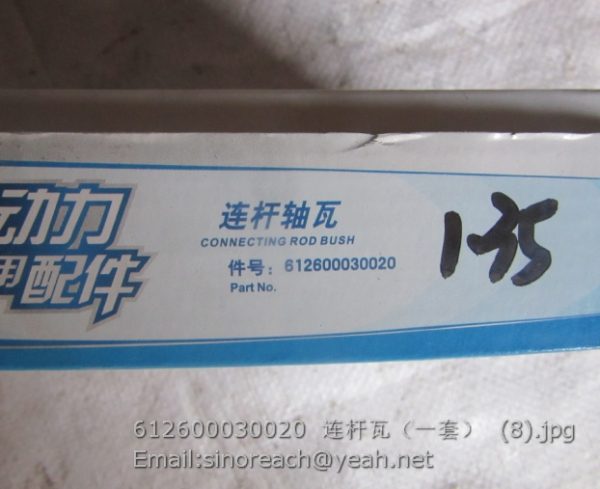 动力
配件
连杆轴瓦
CONNECTING ROD BUSH
件号: 612600030020
Part No.
135
612600030020 连杆瓦（一套） (8).jpg
Email:sinoreach@yeah.net